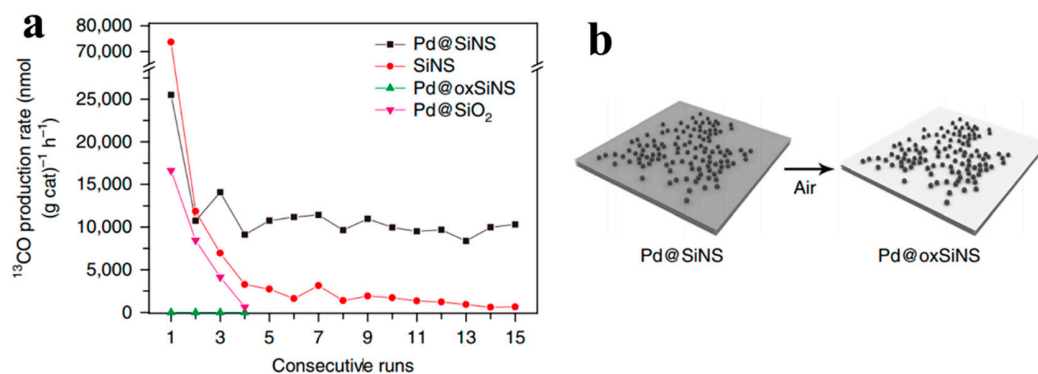 a
80,000
70,000
25,000
20,000
15,000
10,000
5,000
0
¹³CO production rate (nmol
(g cat)⁻¹ h⁻¹)
Pd@SiNS
SiNS
Pd@oxSiNS
Pd@SiO₂
1 3 5 7 9 11 13 15
Consecutive runs
b
Air
Pd@SiNS
Pd@oxSiNS